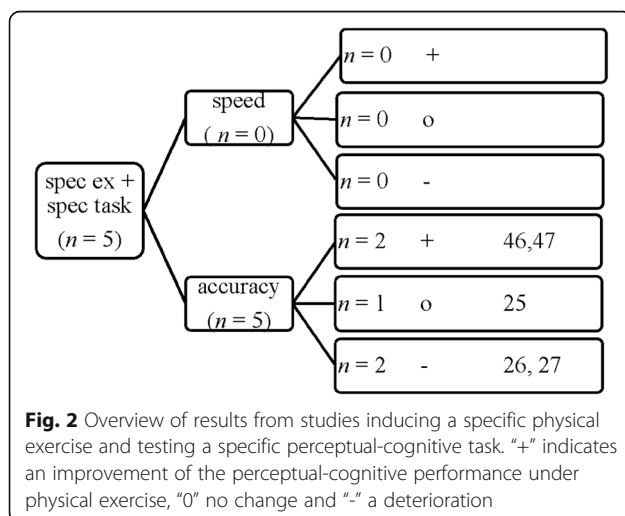 n = 0 +
speed
( n = 0)
n = 0 o
n = 0 -
spec ex +
spec task
(n = 5)
n = 2 + 46,47
accuracy
(n = 5)
n = 1 o 25
n = 2 - 26, 27
Fig. 2 Overview of results from studies inducing a specific physical
exercise and testing a specific perceptual-cognitive task. “+” indicates
an improvement of the perceptual-cognitive performance under
physical exercise, “0” no change and “-” a deterioration